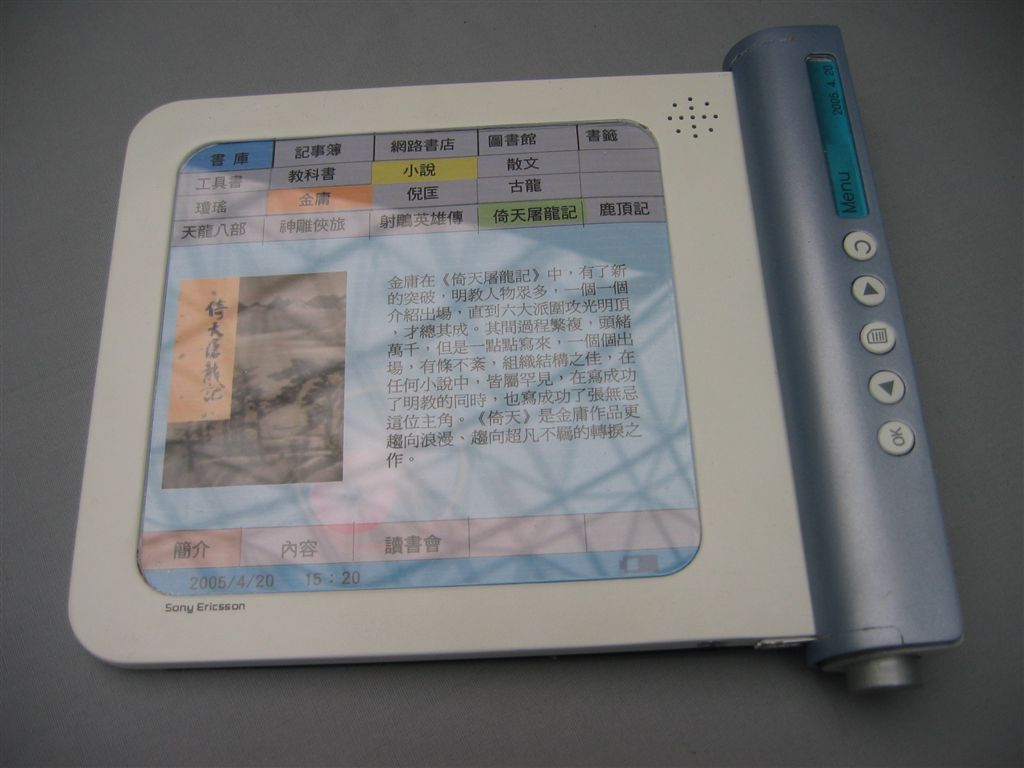 書庫 記事簿 網路書店 圖書館 書籤
工具書 教科書 小說 散文
瓊瑤 金庸 倪匡 古龍
天龍八部 神雕俠旅 射鵰英雄傳 倚天屠龍記 鹿頂記
倚天屠龍記
金庸在《倚天屠龍記》中，有了新
的突破，明教人物眾多，一個一個
介紹出場，直到六大派圍攻光明頂
，才總其成。其間過程繁複，頭緒
萬千，但是一點點寫來，一個個出
場，有條不紊，組織結構之佳，在
任何小說中，皆屬罕見，在寫成功
了明教的同時，也寫成功了張無忌
這位主角。《倚天》是金庸作品更
趨向浪漫、趨向超凡不羈的轉捩之
作。
簡介 內容 讀書會
2005/4/20 15：20
Sony Ericsson
Menu 2005. 4. 20
C
OK